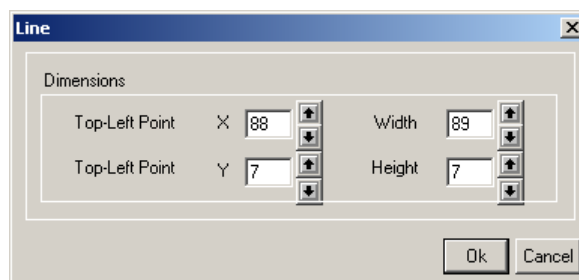 Line
Dimensions
Top-Left Point X 88 Width 89
Top-Left Point Y 7 Height 7
Ok Cancel